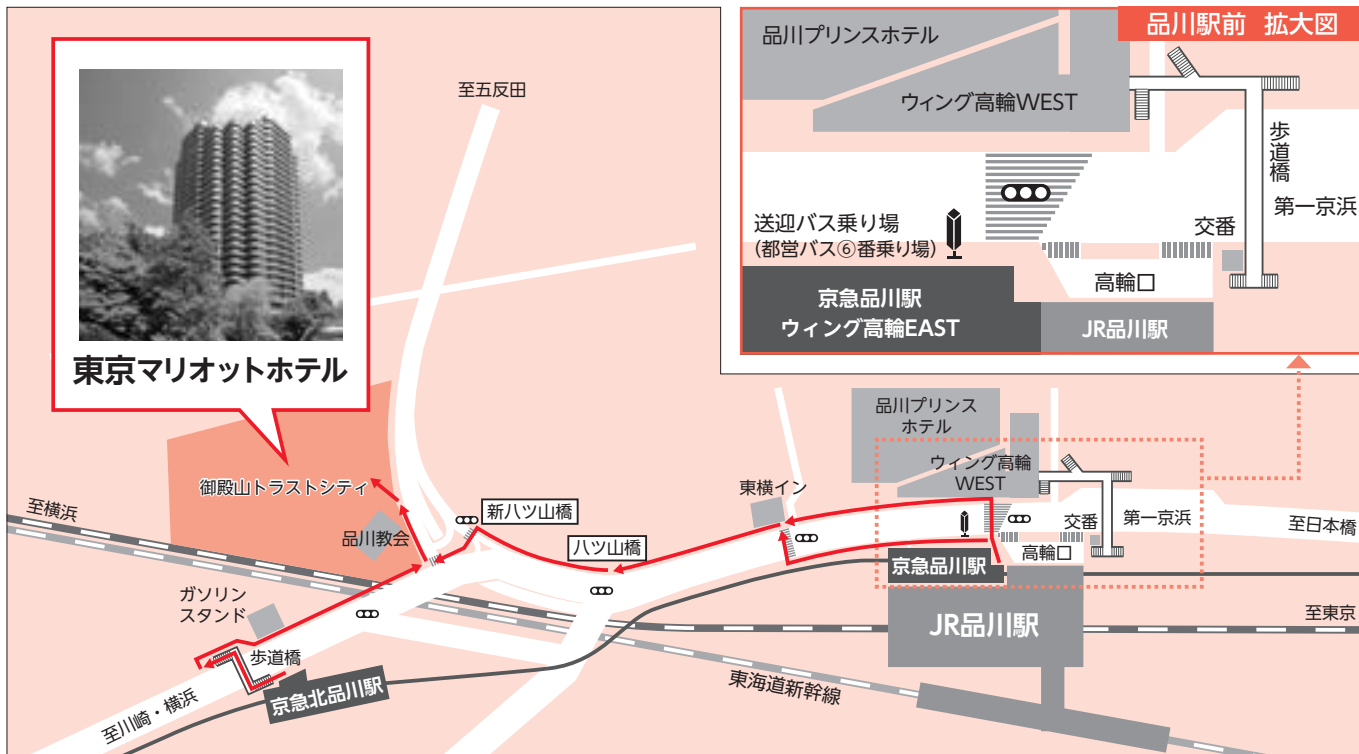 東京マリオットホテル
至五反田
品川駅前 拡大図
品川プリンスホテル
ウィング高輪WEST
歩道橋
第一京浜
送迎バス乗り場
(都営バス⑥番乗り場)
交番
高輪口
京急品川駅
ウィング高輪EAST
JR品川駅
品川プリンス
ホテル
ウィング高輪
WEST
東横イン
御殿山トラストシティ
至横浜
新八ツ山橋
品川教会
八ツ山橋
交番
第一京浜
至日本橋
高輪口
京急品川駅
ガソリン
スタンド
JR品川駅
至東京
歩道橋
京急北品川駅
東海道新幹線
至川崎・横浜